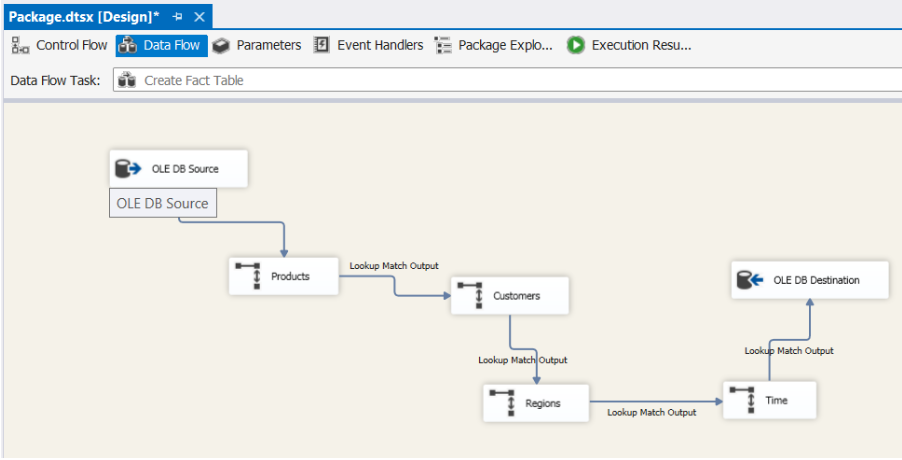 Package.dtsx [Design]*
Control Flow Data Flow Parameters Event Handlers Package Explo... Execution Resu...
Data Flow Task: Create Fact Table
OLE DB Source
OLE DB Source
Products
Lookup Match Output
Customers
OLE DB Destination
Lookup Match Output
Lookup Match Output
Regions
Lookup Match Output
Time